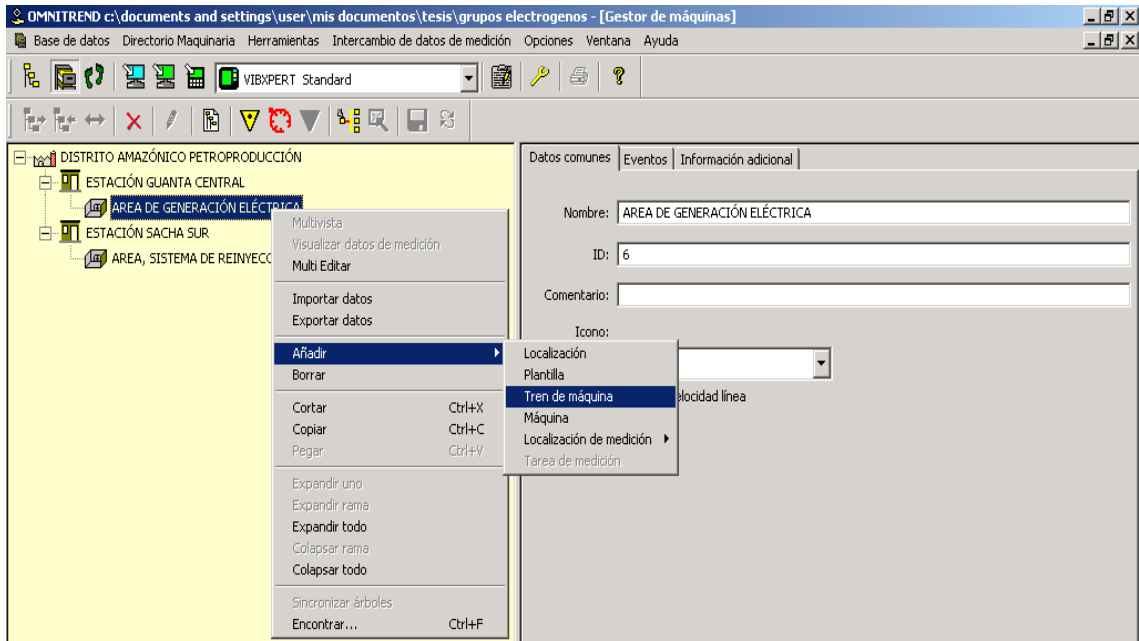 OMNITREND c:\documents and settings\user\mis documentos\tesis\grupos electrogenos - [Gestor de máquinas]
Base de datos Directorio Maquinaria Herramientas Intercambio de datos de medición Opciones Ventana Ayuda
VIBXPERT Standard
DISTRITO AMAZÓNICO PETROPRODUCCIÓN
ESTACIÓN GUANTA CENTRAL
AREA DE GENERACIÓN ELÉCTRICA
ESTACIÓN SACHA SUR
AREA, SISTEMA DE REINYECC
Multivista
Visualizar datos de medición
Multi Editar
Importar datos
Exportar datos
Añadir
Borrar
Cortar Ctrl+X
Copiar Ctrl+C
Pegar Ctrl+V
Expandir uno
Expandir rama
Expandir todo
Colapsar rama
Colapsar todo
Sincronizar árboles
Encontrar... Ctrl+F
Localización
Plantilla
Tren de máquina
Máquina
Localización de medición
Tarea de medición
Datos comunes Eventos Información adicional
Nombre: AREA DE GENERACIÓN ELÉCTRICA
ID: 6
Comentario:
Icono:
elocidad línea